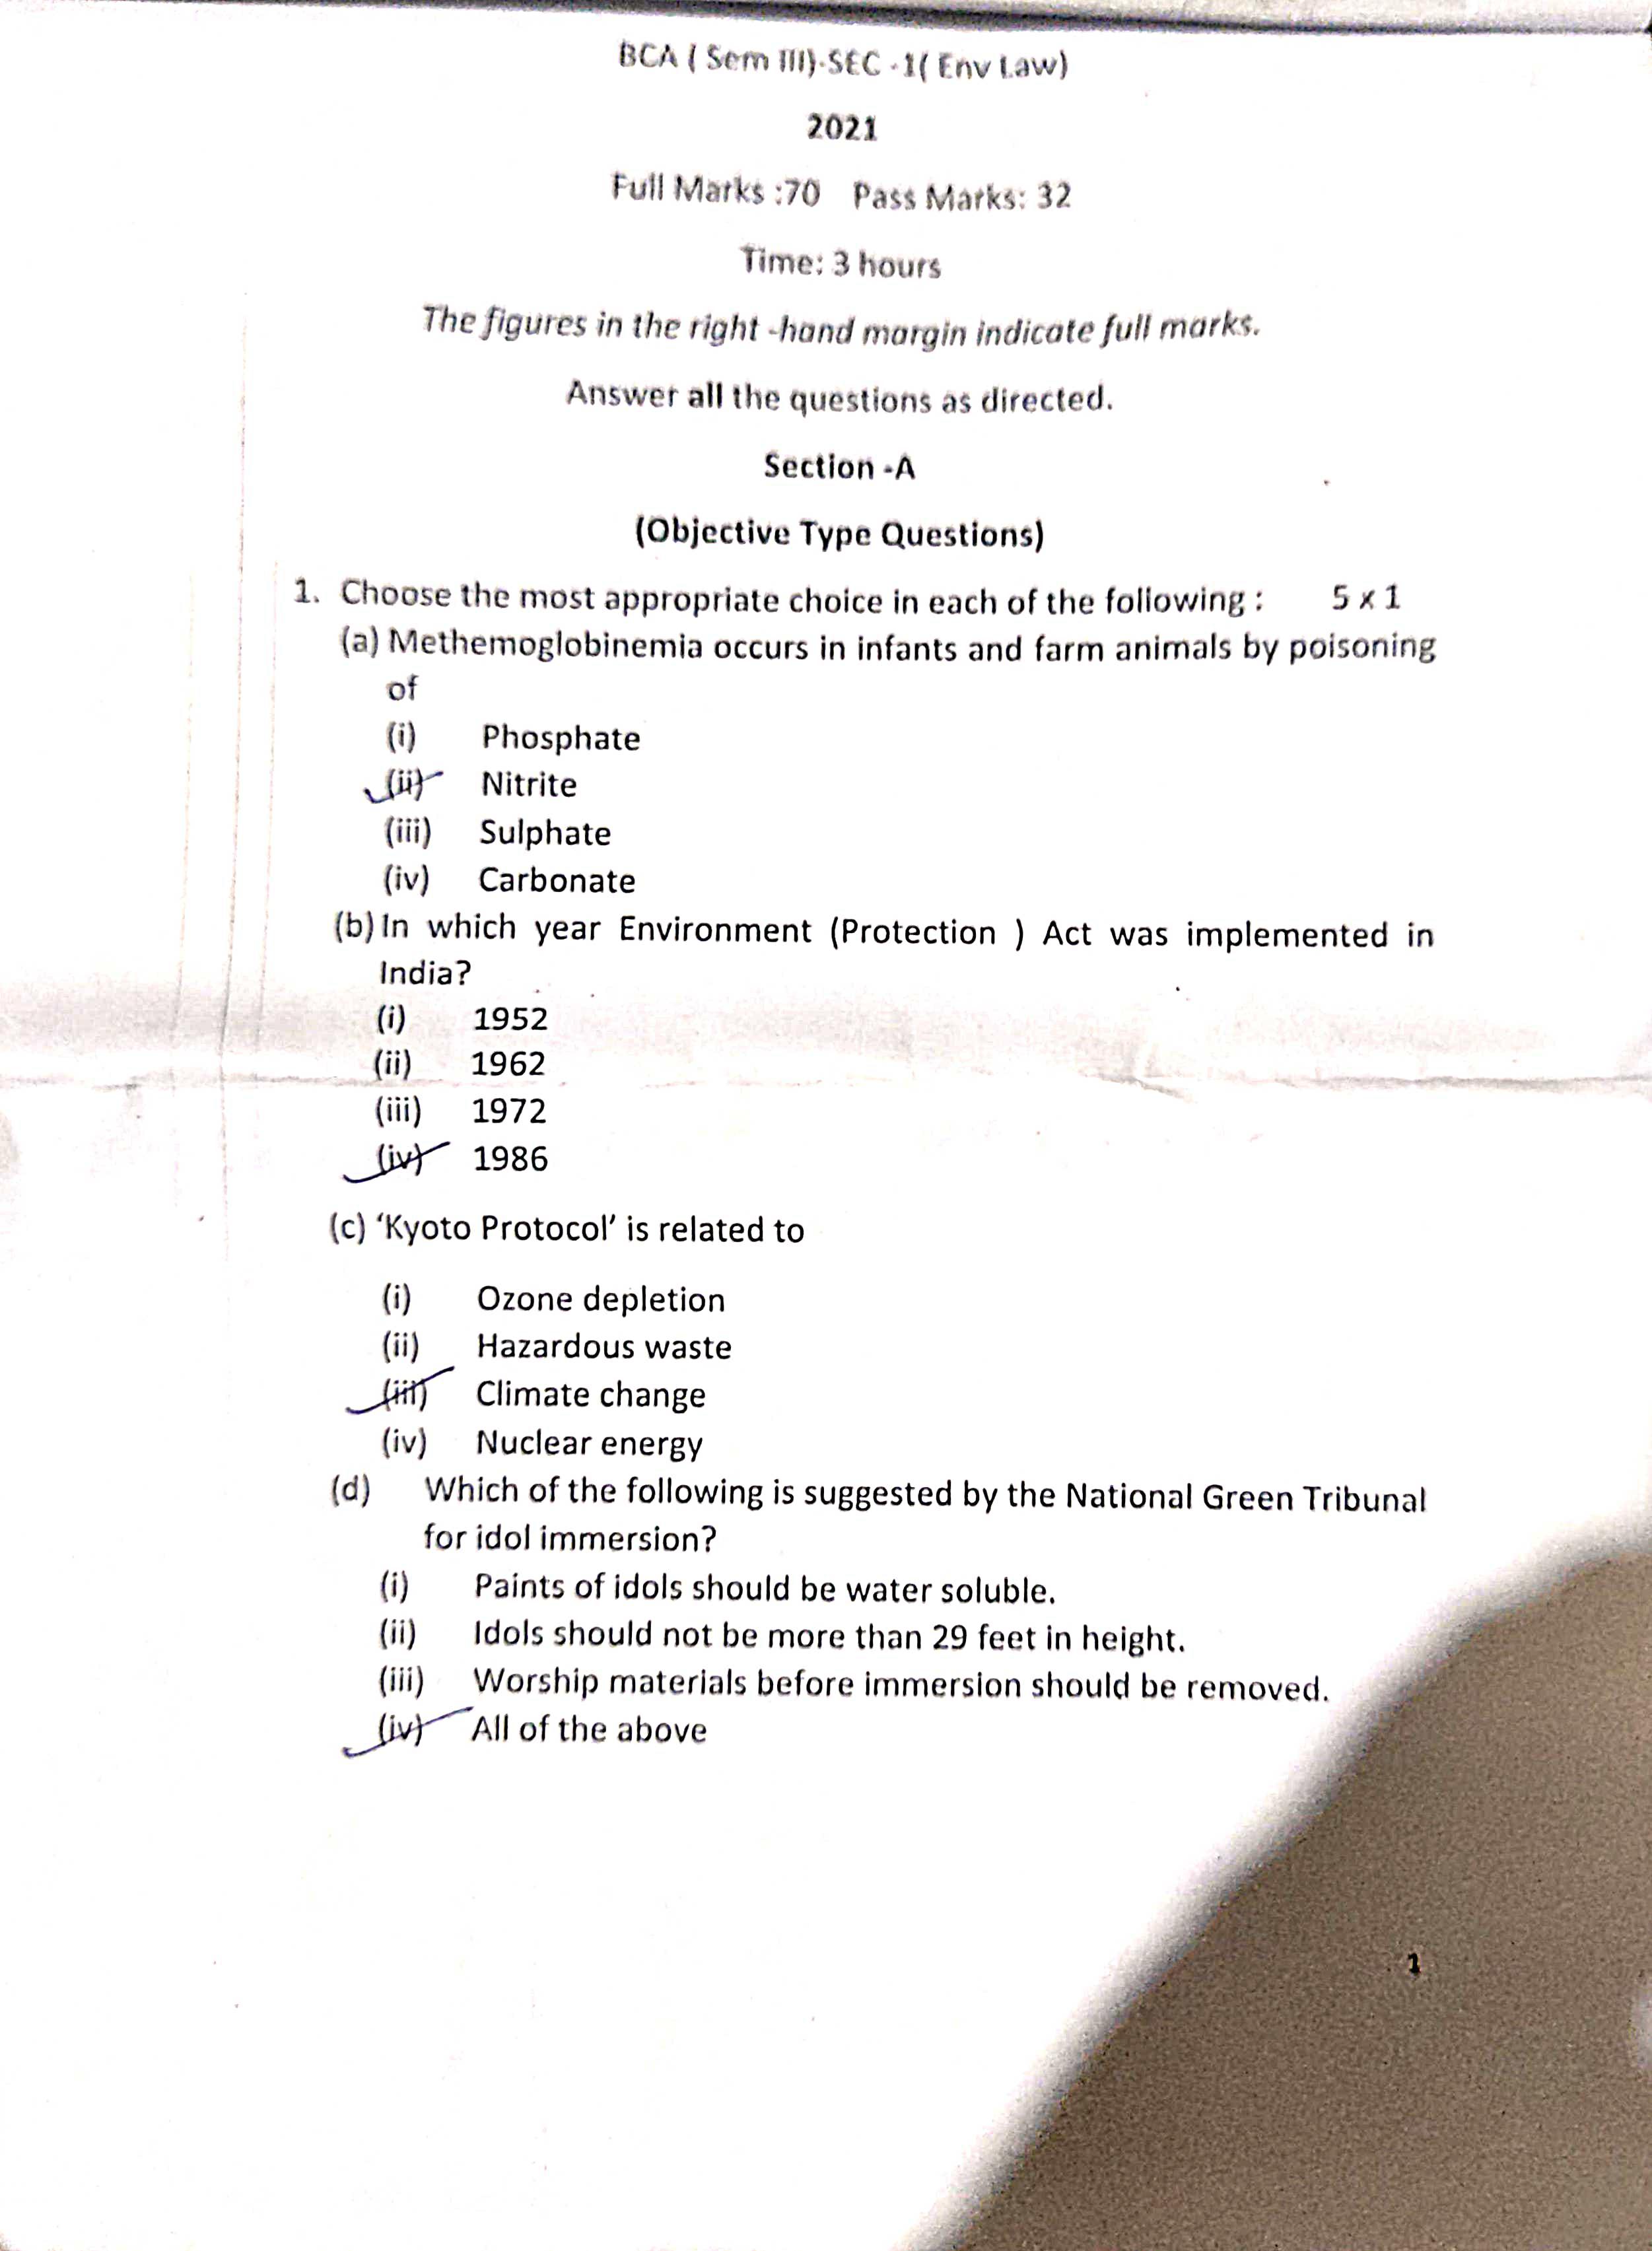 BCA ( Sem III)-SEC -1( Env Law)
2021
Full Marks :70 Pass Marks: 32
Time: 3 hours
The figures in the right -hand margin indicate full marks.
Answer all the questions as directed.
Section -A
(Objective Type Questions)
1. Choose the most appropriate choice in each of the following : 5 x 1
(a) Methemoglobinemia occurs in infants and farm animals by poisoning
of
(i) Phosphate
(ii) Nitrite
(iii) Sulphate
(iv) Carbonate
(b) In which year Environment (Protection ) Act was implemented in
India?
(i) 1952
(ii) 1962
(iii) 1972
(iv) 1986
(c) ‘Kyoto Protocol’ is related to
(i) Ozone depletion
(ii) Hazardous waste
(iii) Climate change
(iv) Nuclear energy
(d) Which of the following is suggested by the National Green Tribunal
for idol immersion?
(i) Paints of idols should be water soluble.
(ii) Idols should not be more than 29 feet in height.
(iii) Worship materials before immersion should be removed.
(iv) All of the above
1